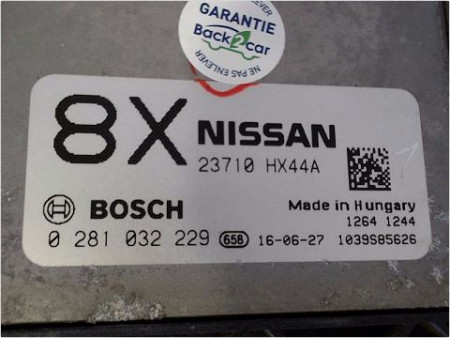 GARANTIE
Back2car
NE PAS ENLEVER
8X NISSAN
23710 HX44A
BOSCH
Made in Hungary
1264 1244
0 281 032 229 65B 16-06-27 1039S85626